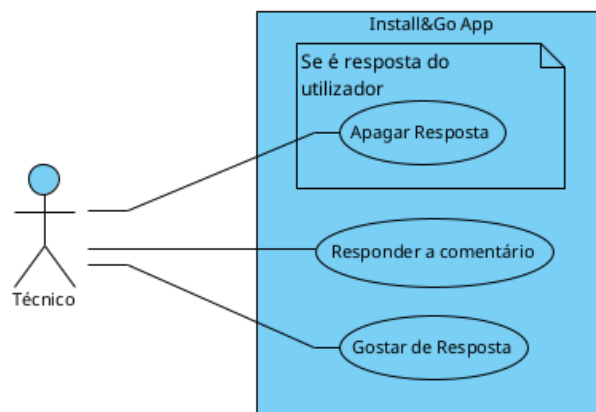 Install&Go App
Se é resposta do
utilizador
Apagar Resposta
Responder a comentário
Técnico
Gostar de Resposta